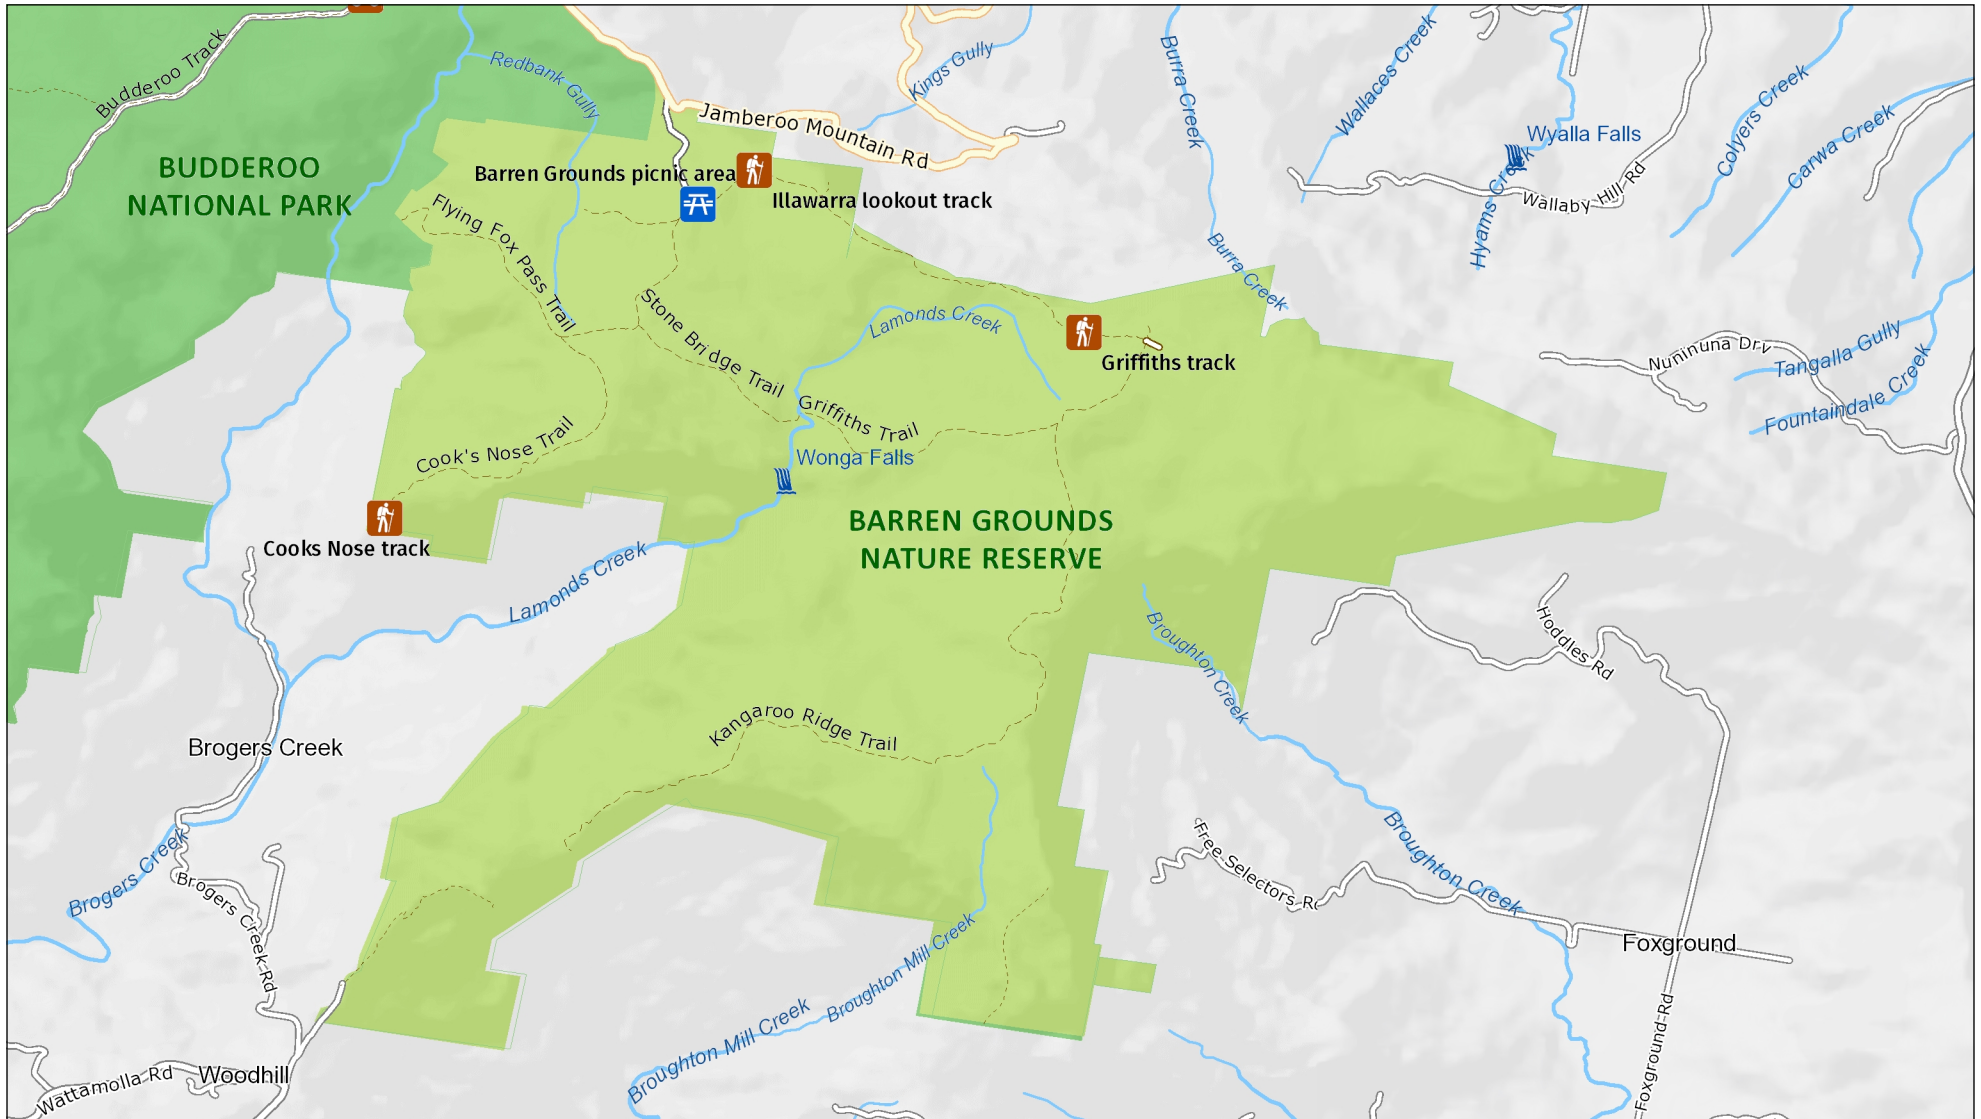 Budderoo Track
Redbank Gully
Kings Gully
Burra Creek
Wallaces Creek
Wyalla Falls
Colyers Creek
Carwa Creek
Jamberoo Mountain Rd
BUDDEROO
NATIONAL PARK
Barren Grounds picnic area
Illawarra lookout track
Hyams Creek
Wallaby Hill Rd
Flying Fox Pass Trail
Burra Creek
Stone Bridge Trail
Lamonds Creek
Griffiths track
Nuninuna Drv
Tangalla Gully
Fountaindale Creek
Griffiths Trail
Cook's Nose Trail
Wonga Falls
BARREN GROUNDS
NATURE RESERVE
Cooks Nose track
Lamonds Creek
Broughton Creek
Hoddles Rd
Kangaroo Ridge Trail
Brogers Creek
Brogers Creek
Brogers Creek Rd
Free Selectors Rd
Broughton Creek
Foxground
Broughton Mill Creek
Broughton Mill Creek
Foxground Rd
Woodhill
Wattamolla Rd